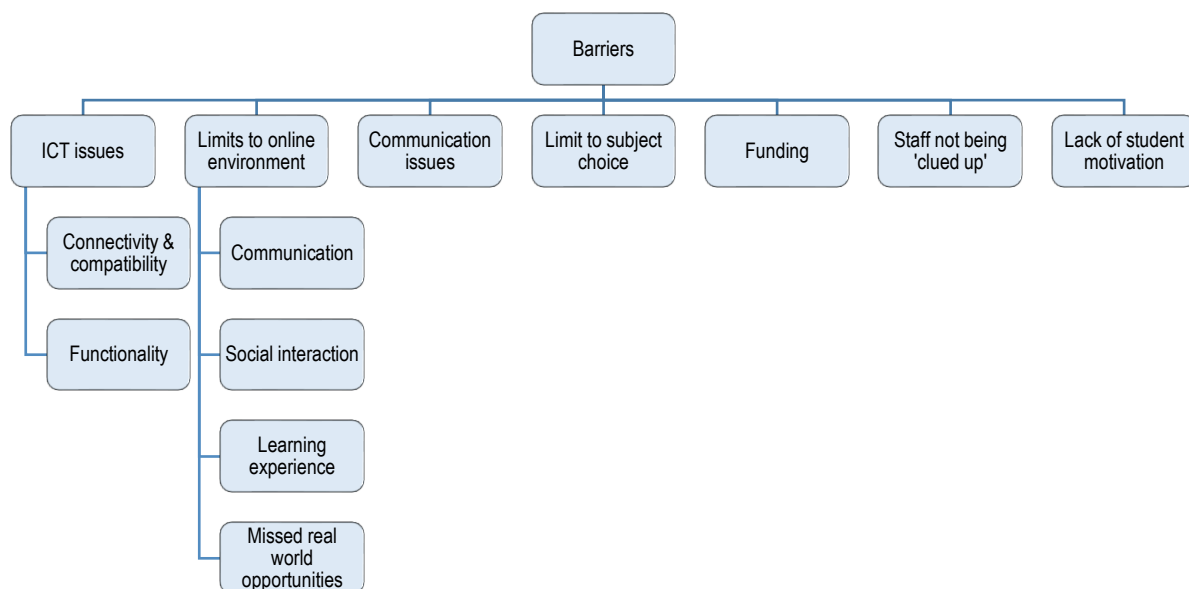 Barriers
ICT issues
Limits to online
environment
Communication
issues
Limit to subject
choice
Funding
Staff not being
'clued up'
Lack of student
motivation
Connectivity &
compatibility
Functionality
Communication
Social interaction
Learning
experience
Missed real
world
opportunities